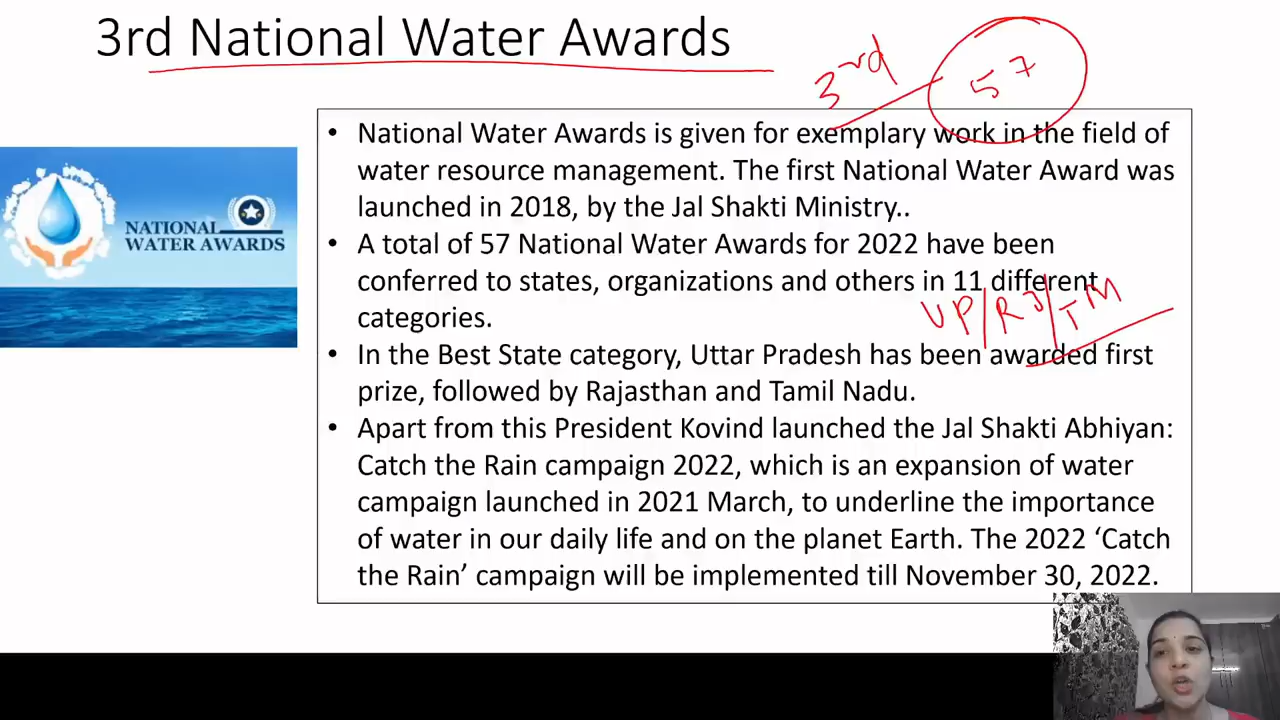 3rd National Water Awards
3rd 57
NATIONAL
WATER AWARDS
• National Water Awards is given for exemplary work in the field of
water resource management. The first National Water Award was
launched in 2018, by the Jal Shakti Ministry..
• A total of 57 National Water Awards for 2022 have been
conferred to states, organizations and others in 11 different
categories.
UP/RJ/TM
• In the Best State category, Uttar Pradesh has been awarded first
prize, followed by Rajasthan and Tamil Nadu.
• Apart from this President Kovind launched the Jal Shakti Abhiyan:
Catch the Rain campaign 2022, which is an expansion of water
campaign launched in 2021 March, to underline the importance
of water in our daily life and on the planet Earth. The 2022 ‘Catch
the Rain’ campaign will be implemented till November 30, 2022.